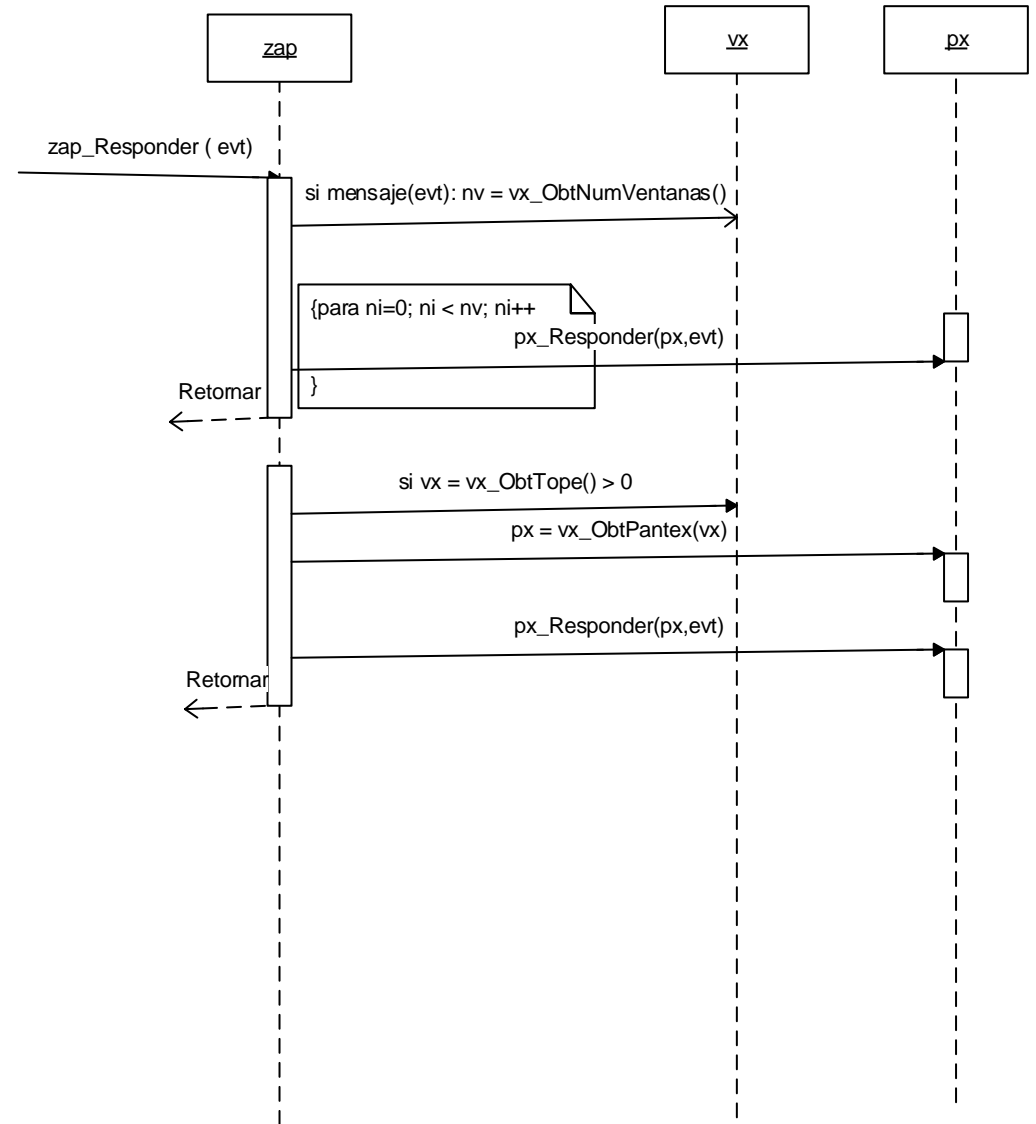 zap
vx
px
zap_Responder ( evt)
si mensaje(evt): nv = vx_ObtNumVentanas()
{para ni=0; ni < nv; ni++
px_Responder(px,evt)
}
Retornar
si vx = vx_ObtTope() > 0
px = vx_ObtPantex(vx)
px_Responder(px,evt)
Retornar